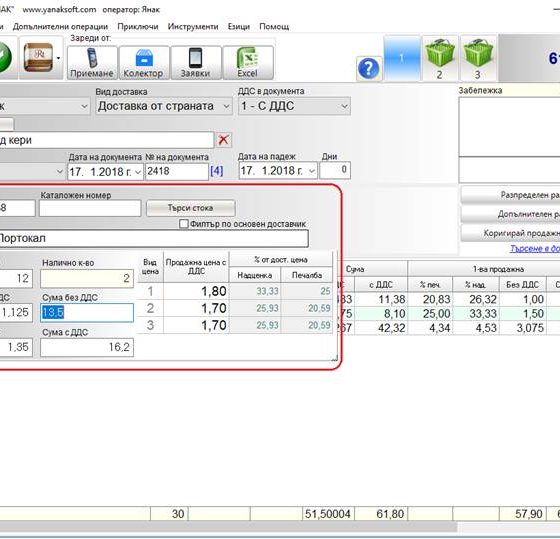 АК" www.yanaksoft.com оператор: Янак
и Допълнителни операции Приключи Инструменти Езици Помощ
Зареди от:
Приемане Колектор Заявки Excel
1 2 3
6
к
Вид доставка
Доставка от страната
ДДС в документа
1 - С ДДС
Забележка
д кери
Дата на документа № на документа Дата на падеж Дни
17. 1.2018 г. 2418 [4] 17. 1.2018 г. 0
Каталожен номер
8 Търси стока
Филтър по основен доставчик
Портокал
Разпределен ра
Допълнителен р
Коригирай продажн
Търсене в до
Налично к-во
12 2
ДС Сума без ДДС
1,125 13,5
Сума с ДДС
1,35 16,2
Вид цена Продажна цена с ДДС % от дост. цена
Надценка Печалба
1 1,80 33,33 25
2 1,70 25,93 20,59
3 1,70 25,93 20,59
Сума 1-ва продажна
ДС с ДДС % печ. % над. Без ДДС С
483 11,38 20,83 26,32 1,00
75 8,10 25,00 33,33 1,50
267 42,32 4,34 4,53 3,075
30 51,50004 61,80 57,90 6